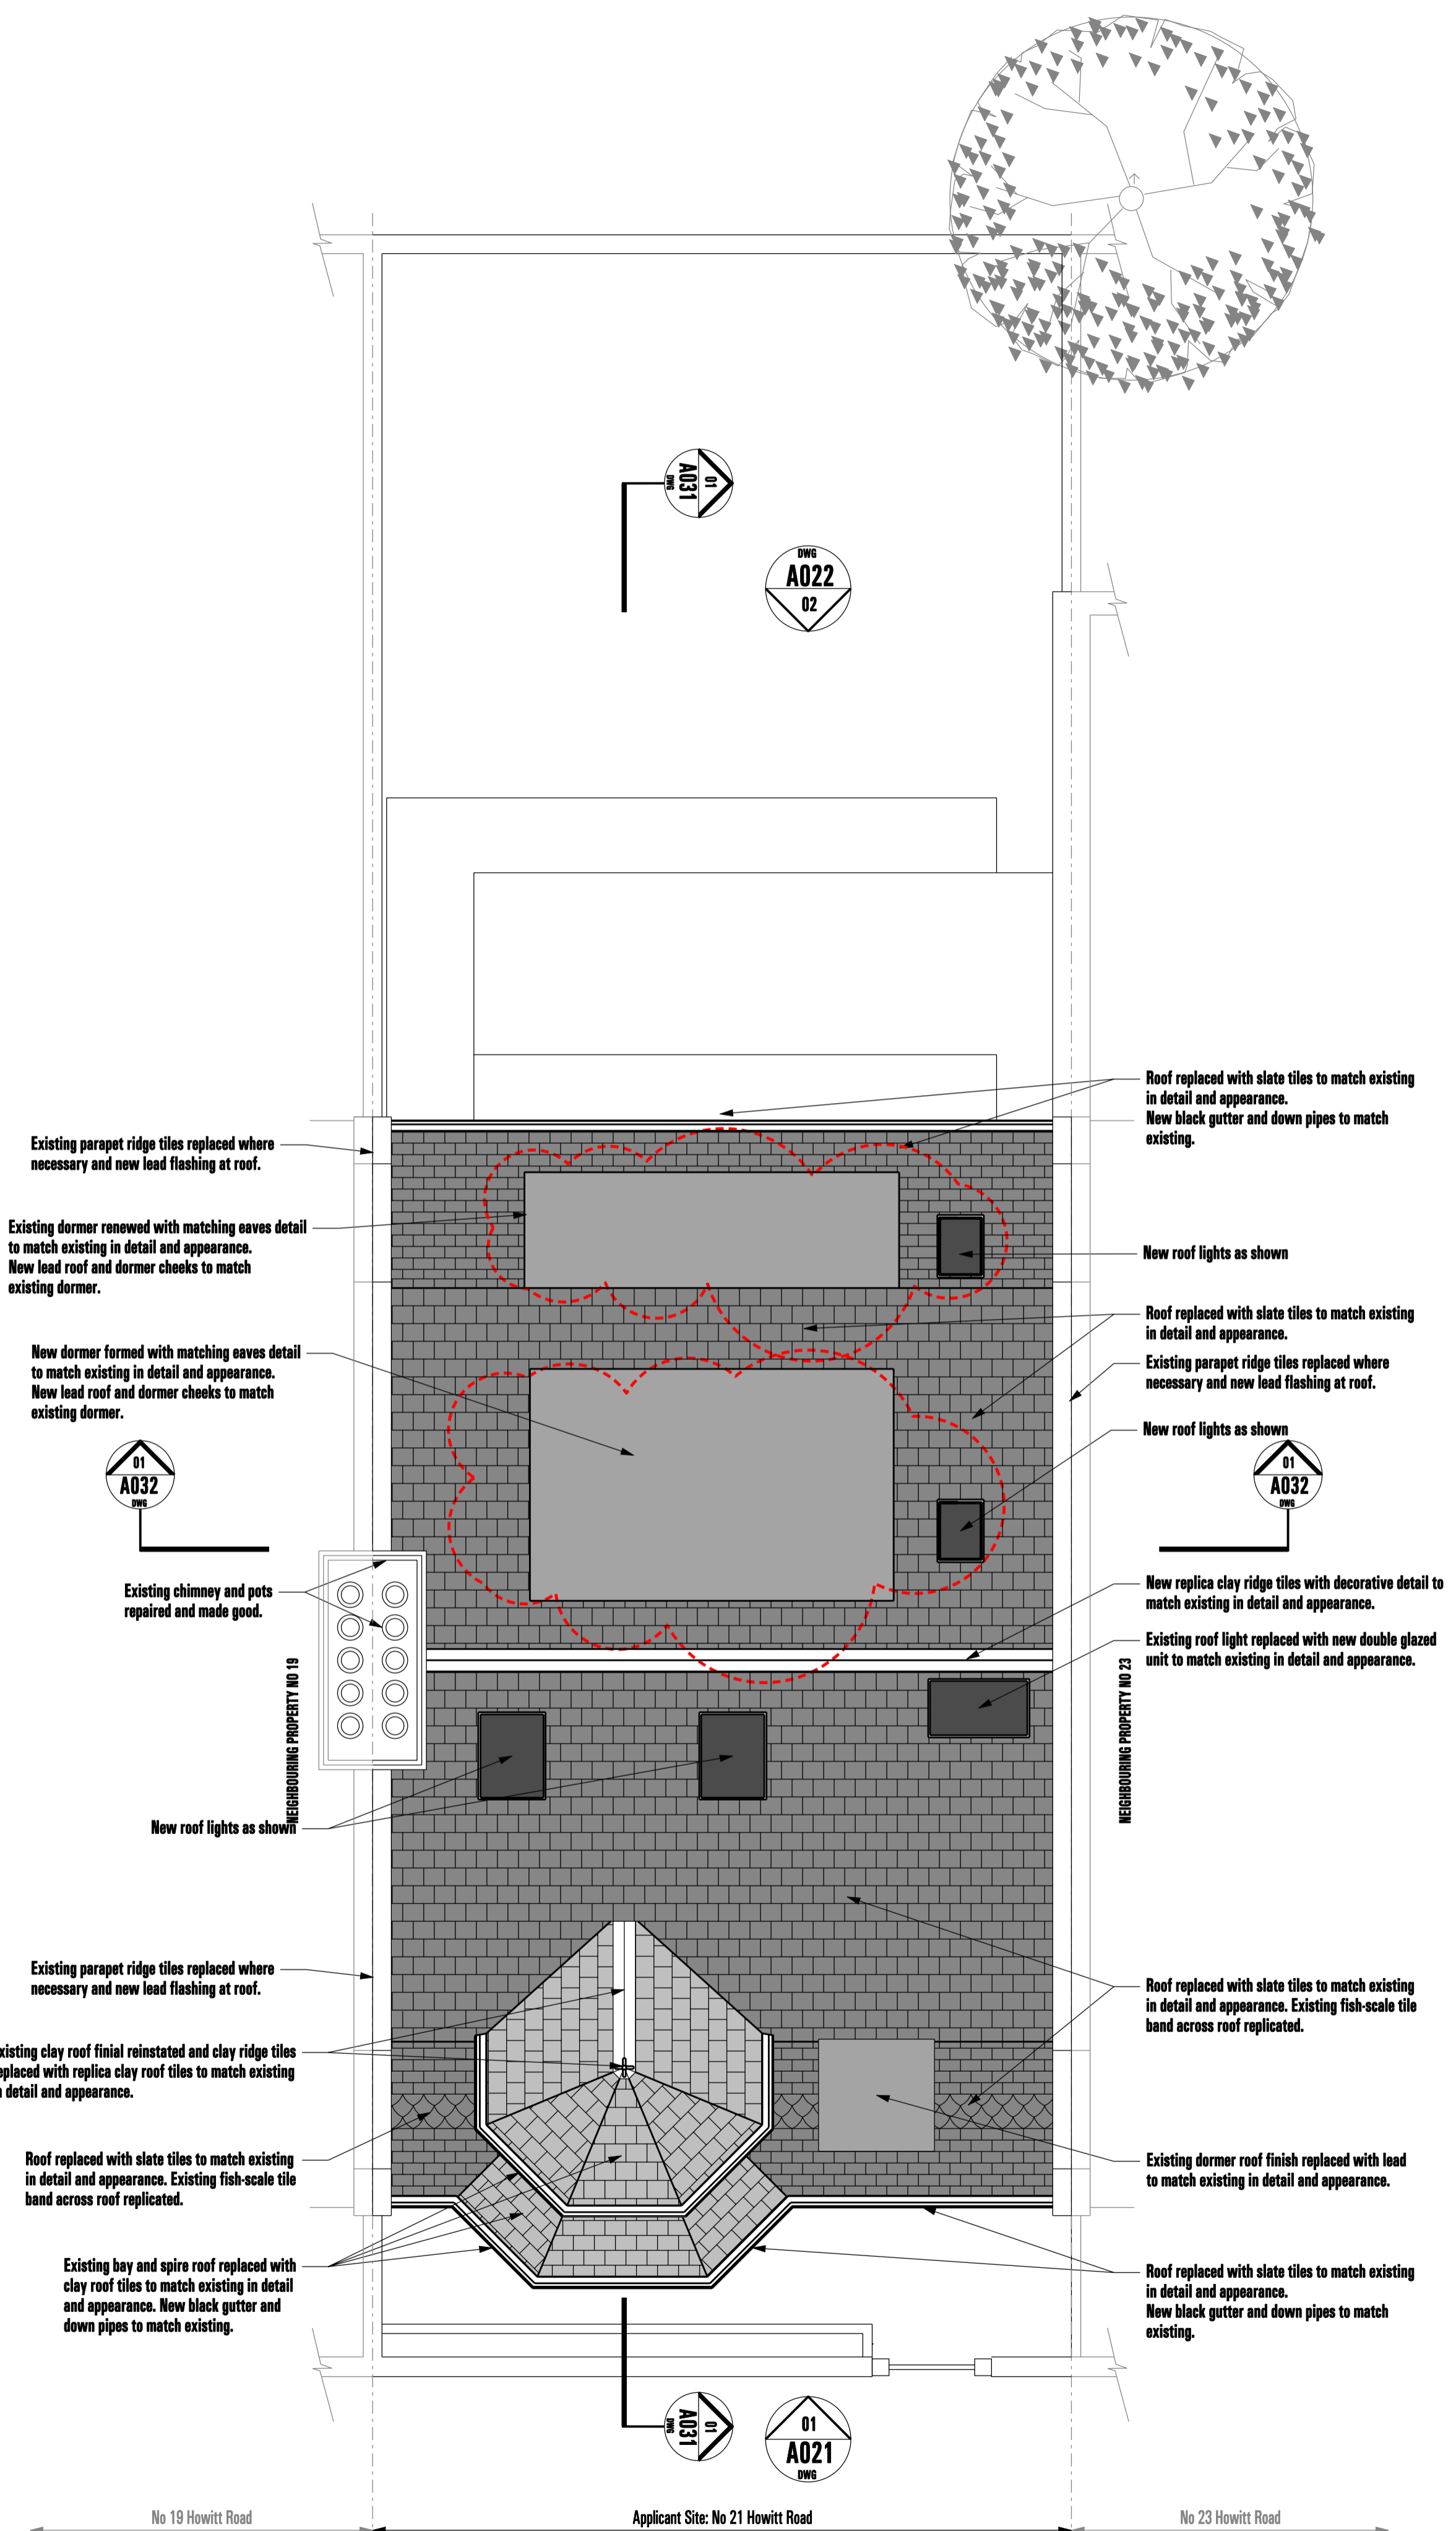 01
A031
DWG
DWG
A022
02
Roof replaced with slate tiles to match existing
in detail and appearance.
New black gutter and down pipes to match
existing.
Existing parapet ridge tiles replaced where
necessary and new lead flashing at roof.
Existing dormer renewed with matching eaves detail
to match existing in detail and appearance.
New lead roof and dormer cheeks to match
existing dormer.
New roof lights as shown
Roof replaced with slate tiles to match existing
in detail and appearance.
New dormer formed with matching eaves detail
to match existing in detail and appearance.
New lead roof and dormer cheeks to match
existing dormer.
Existing parapet ridge tiles replaced where
necessary and new lead flashing at roof.
New roof lights as shown
01
A032
DWG
01
A032
DWG
Existing chimney and pots
repaired and made good.
New replica clay ridge tiles with decorative detail to
match existing in detail and appearance.
Existing roof light replaced with new double glazed
unit to match existing in detail and appearance.
NEIGHBOURING PROPERTY NO 19
NEIGHBOURING PROPERTY NO 23
New roof lights as shown
Existing parapet ridge tiles replaced where
necessary and new lead flashing at roof.
Roof replaced with slate tiles to match existing
in detail and appearance. Existing fish-scale tile
band across roof replicated.
xisting clay roof finial reinstated and clay ridge tiles
eplaced with replica clay roof tiles to match existing
detail and appearance.
Roof replaced with slate tiles to match existing
in detail and appearance. Existing fish-scale tile
band across roof replicated.
Existing dormer roof finish replaced with lead
to match existing in detail and appearance.
Existing bay and spire roof replaced with
clay roof tiles to match existing in detail
and appearance. New black gutter and
down pipes to match existing.
Roof replaced with slate tiles to match existing
in detail and appearance.
New black gutter and down pipes to match
existing.
01
A031
DWG
01
A021
DWG
No 19 Howitt Road
Applicant Site: No 21 Howitt Road
No 23 Howitt Road